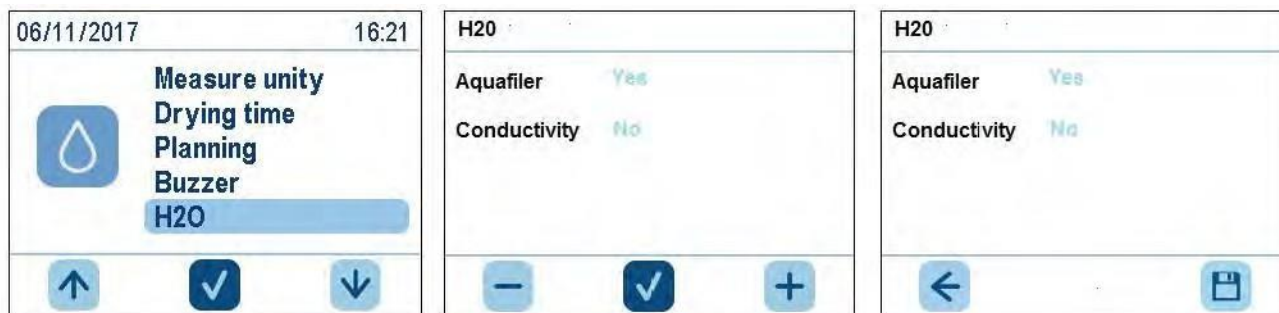 06/11/2017 16:21
Measure unity
Drying time
Planning
Buzzer
H2O
H20
Aquafiler Yes
Conductivity No
H20
Aquafiler Yes
Conductivity No